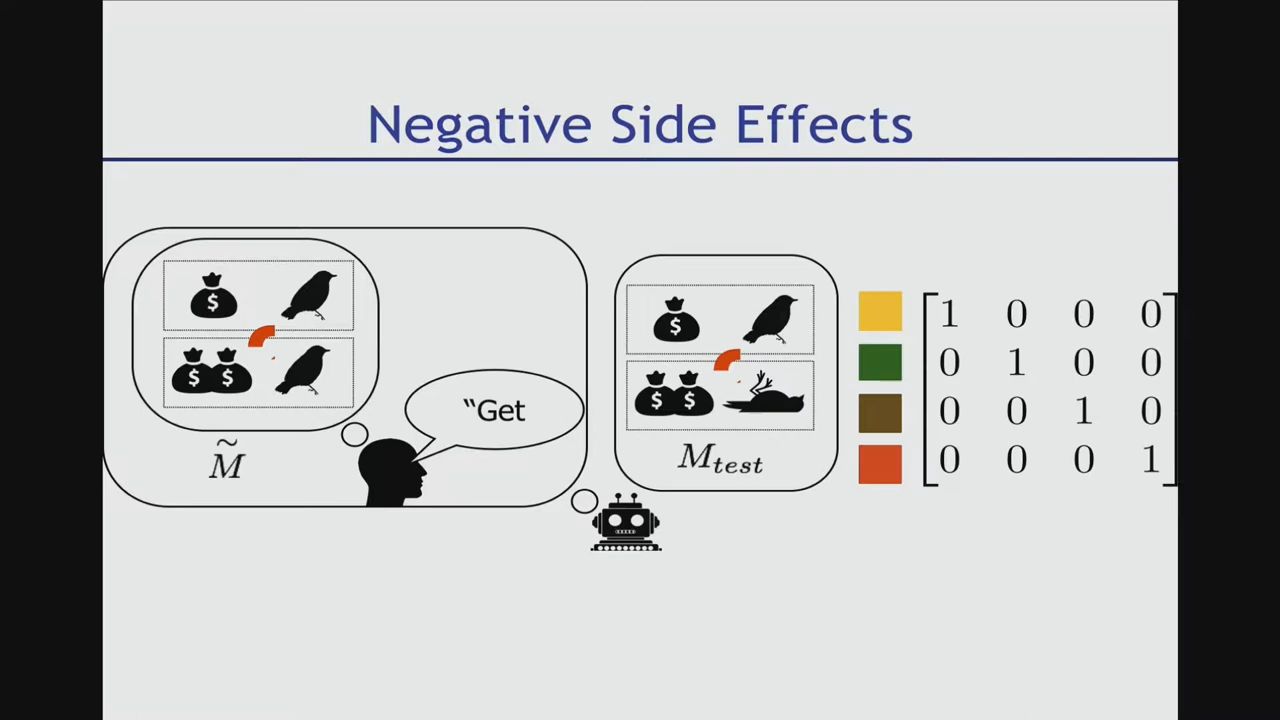 Negative Side Effects
$ $
$ $ $ $
“Get
M̃
M_test
1 0 0 0
0 1 0 0
0 0 1 0
0 0 0 1